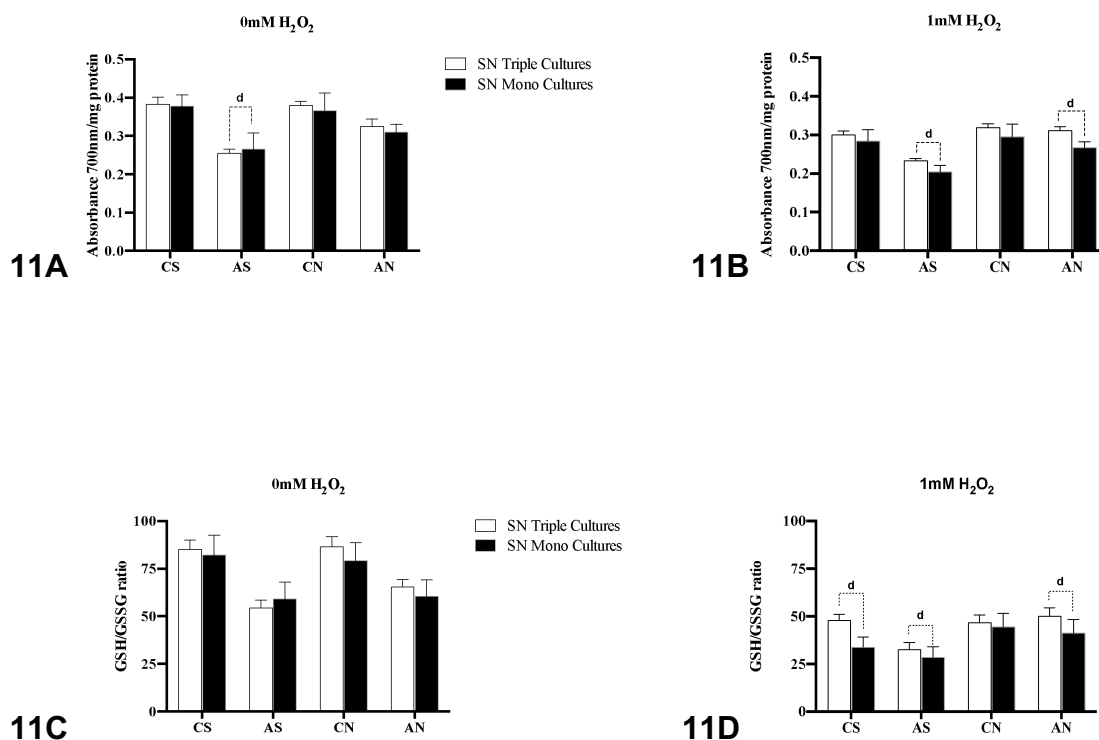 0mM H₂O₂
Absorbance 700nm/mg protein
0.5
0.4
0.3
0.2
0.1
0.0
d
CS AS CN AN
SN Triple Cultures
SN Mono Cultures
11A
1mM H₂O₂
Absorbance 700nm/mg protein
0.5
0.4
0.3
0.2
0.1
0.0
d d
CS AS CN AN
11B
0mM H₂O₂
GSH/GSSG ratio
100
75
50
25
0
CS AS CN AN
SN Triple Cultures
SN Mono Cultures
11C
1mM H₂O₂
GSH/GSSG ratio
100
75
50
25
0
d d d
CS AS CN AN
11D